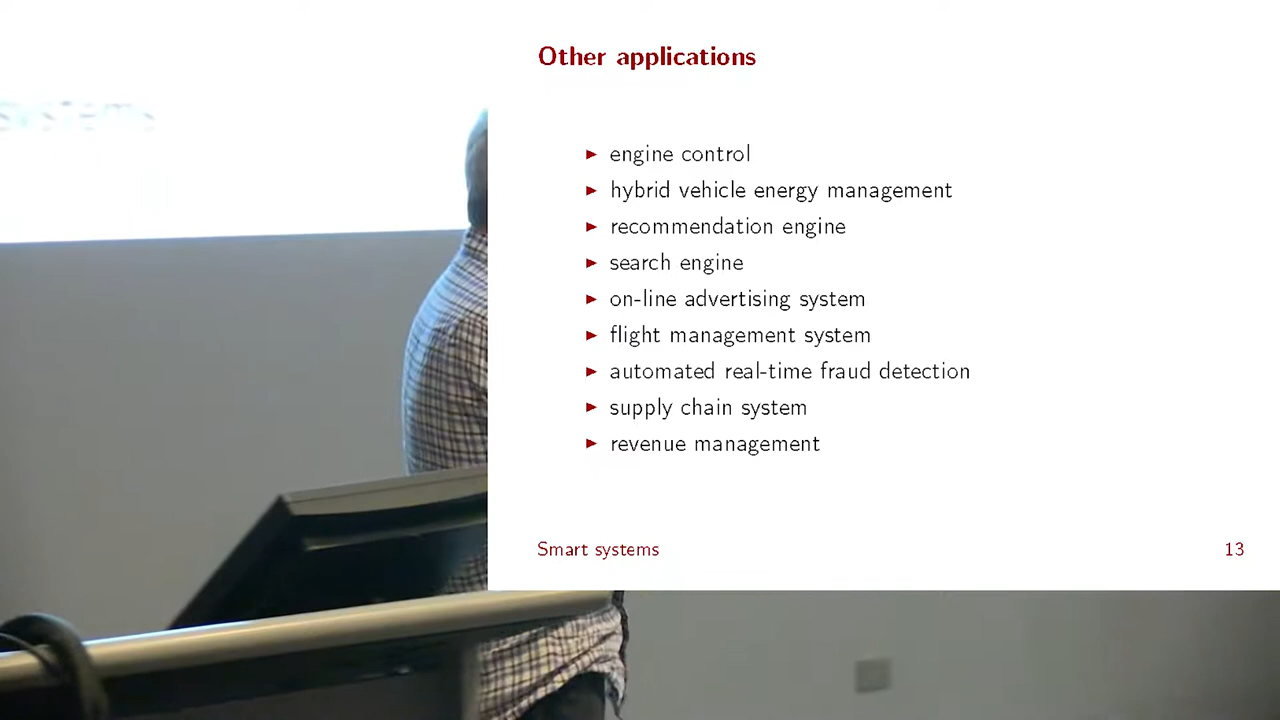 Other applications
▶ engine control
▶ hybrid vehicle energy management
▶ recommendation engine
▶ search engine
▶ on-line advertising system
▶ flight management system
▶ automated real-time fraud detection
▶ supply chain system
▶ revenue management
Smart systems 13